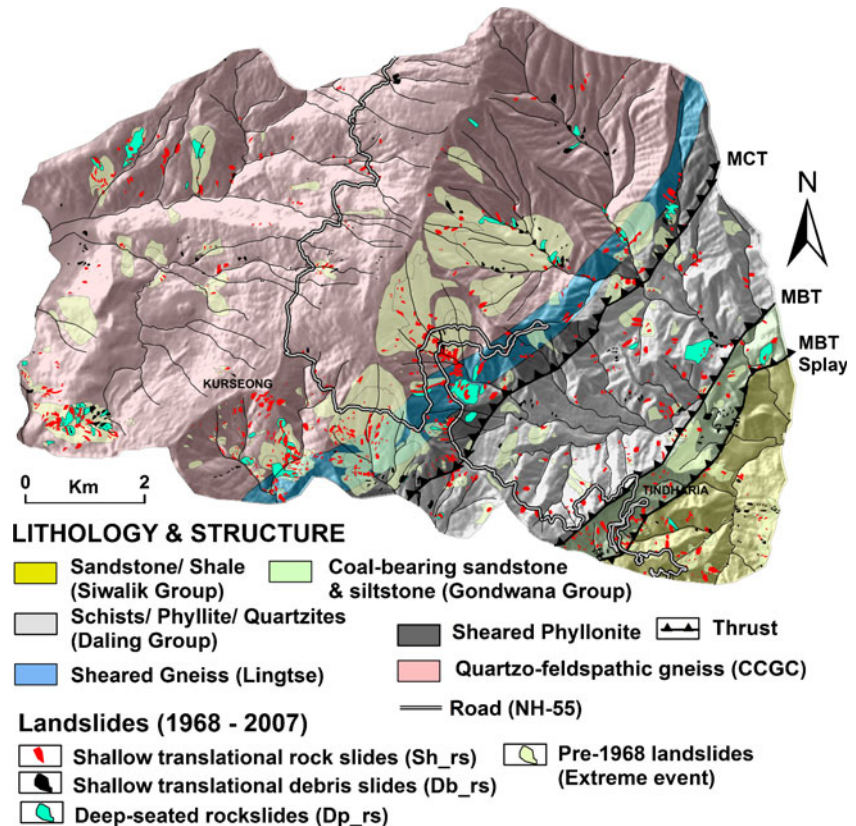 MCT
N
MBT
MBT
Splay
KURSEONG
TINDHARIA
0 2
Km
LITHOLOGY & STRUCTURE
Sandstone/ Shale
(Siwalik Group)
Coal-bearing sandstone
& siltstone (Gondwana Group)
Schists/ Phyllite/ Quartzites
(Daling Group)
Sheared Phyllonite
Thrust
Sheared Gneiss (Lingtse)
Quartzo-feldspathic gneiss (CCGC)
Road (NH-55)
Landslides (1968 - 2007)
Shallow translational rock slides (Sh_rs)
Pre-1968 landslides
(Extreme event)
Shallow translational debris slides (Db_rs)
Deep-seated rockslides (Dp_rs)